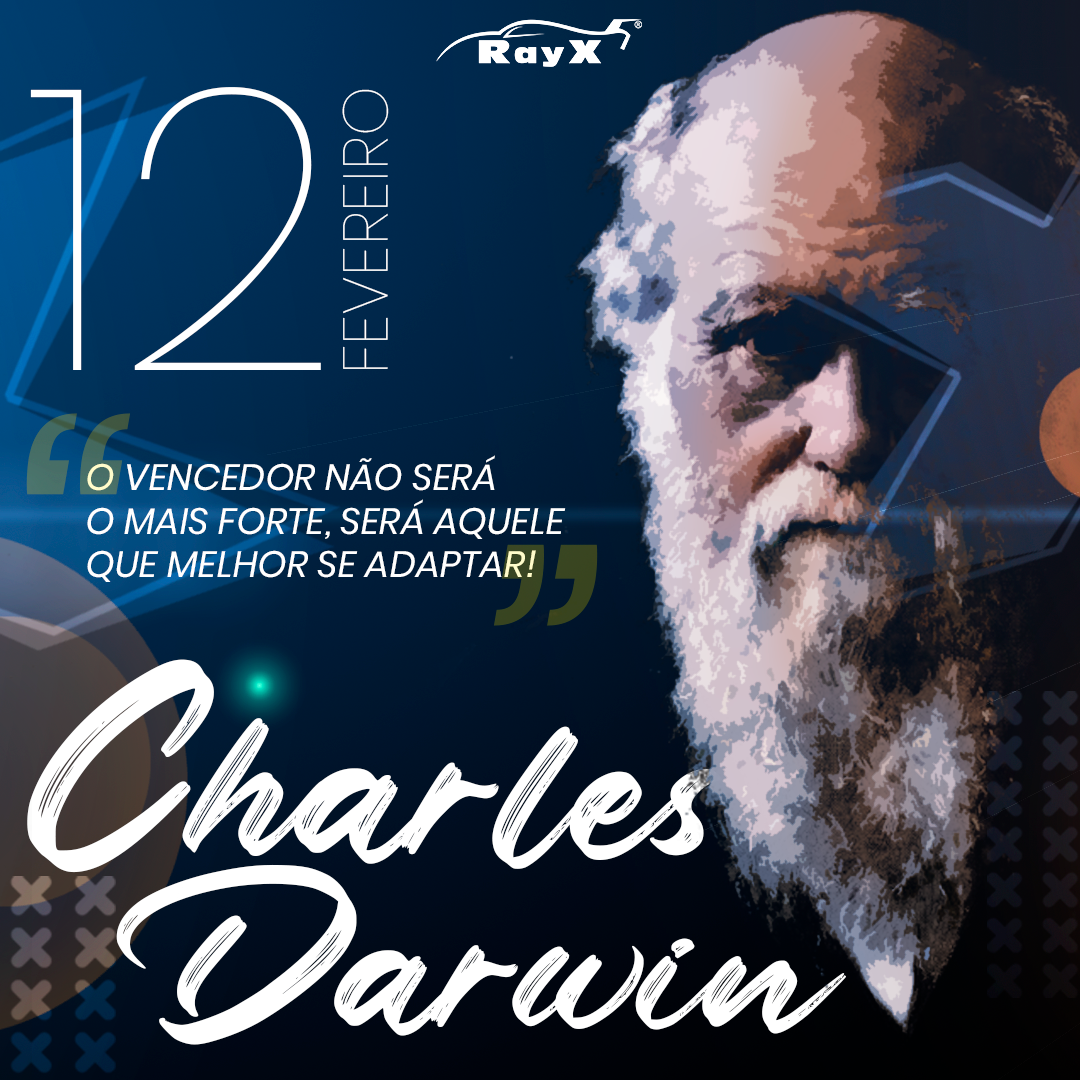 RayX®
12
FEVEREIRO
“O VENCEDOR NÃO SERÁ
O MAIS FORTE, SERÁ AQUELE
QUE MELHOR SE ADAPTAR!”
Charles
Darwin